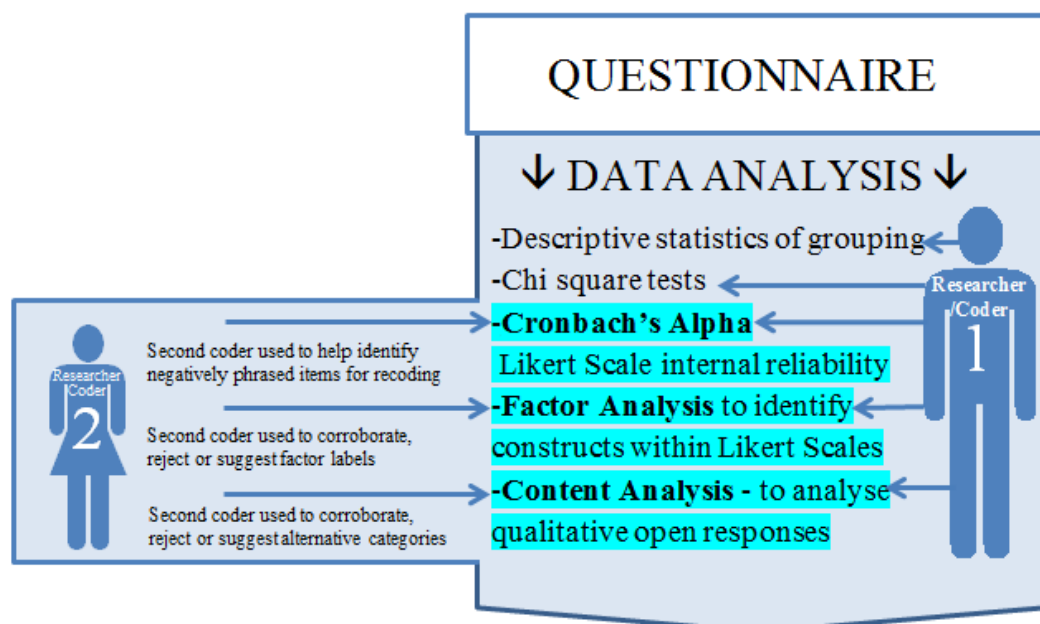 QUESTIONNAIRE
↓ DATA ANALYSIS ↓
-Descriptive statistics of grouping
-Chi square tests
-Cronbach’s Alpha
Likert Scale internal reliability
-Factor Analysis to identify
constructs within Likert Scales
-Content Analysis - to analyse
qualitative open responses
Researcher
/Coder
1
Second coder used to help identify
negatively phrased items for recoding
Second coder used to corroborate,
reject or suggest factor labels
Second coder used to corroborate,
reject or suggest alternative categories
Researcher
Coder
2